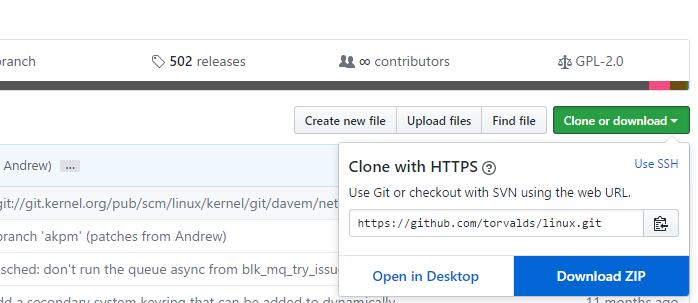 ranch
502 releases
∞ contributors
GPL-2.0
Create new file
Upload files
Find file
Clone or download
Andrew) ...
Clone with HTTPS ?
Use SSH
Use Git or checkout with SVN using the web URL.
git://git.kernel.org/pub/scm/linux/kernel/git/davem/net
https://github.com/torvalds/linux.git
branch 'akpm' (patches from Andrew)
sched: don't run the queue async from blk_mq_try_issue
Open in Desktop
Download ZIP
add a secondary system keyring that can be added to dynamically
11 months ago